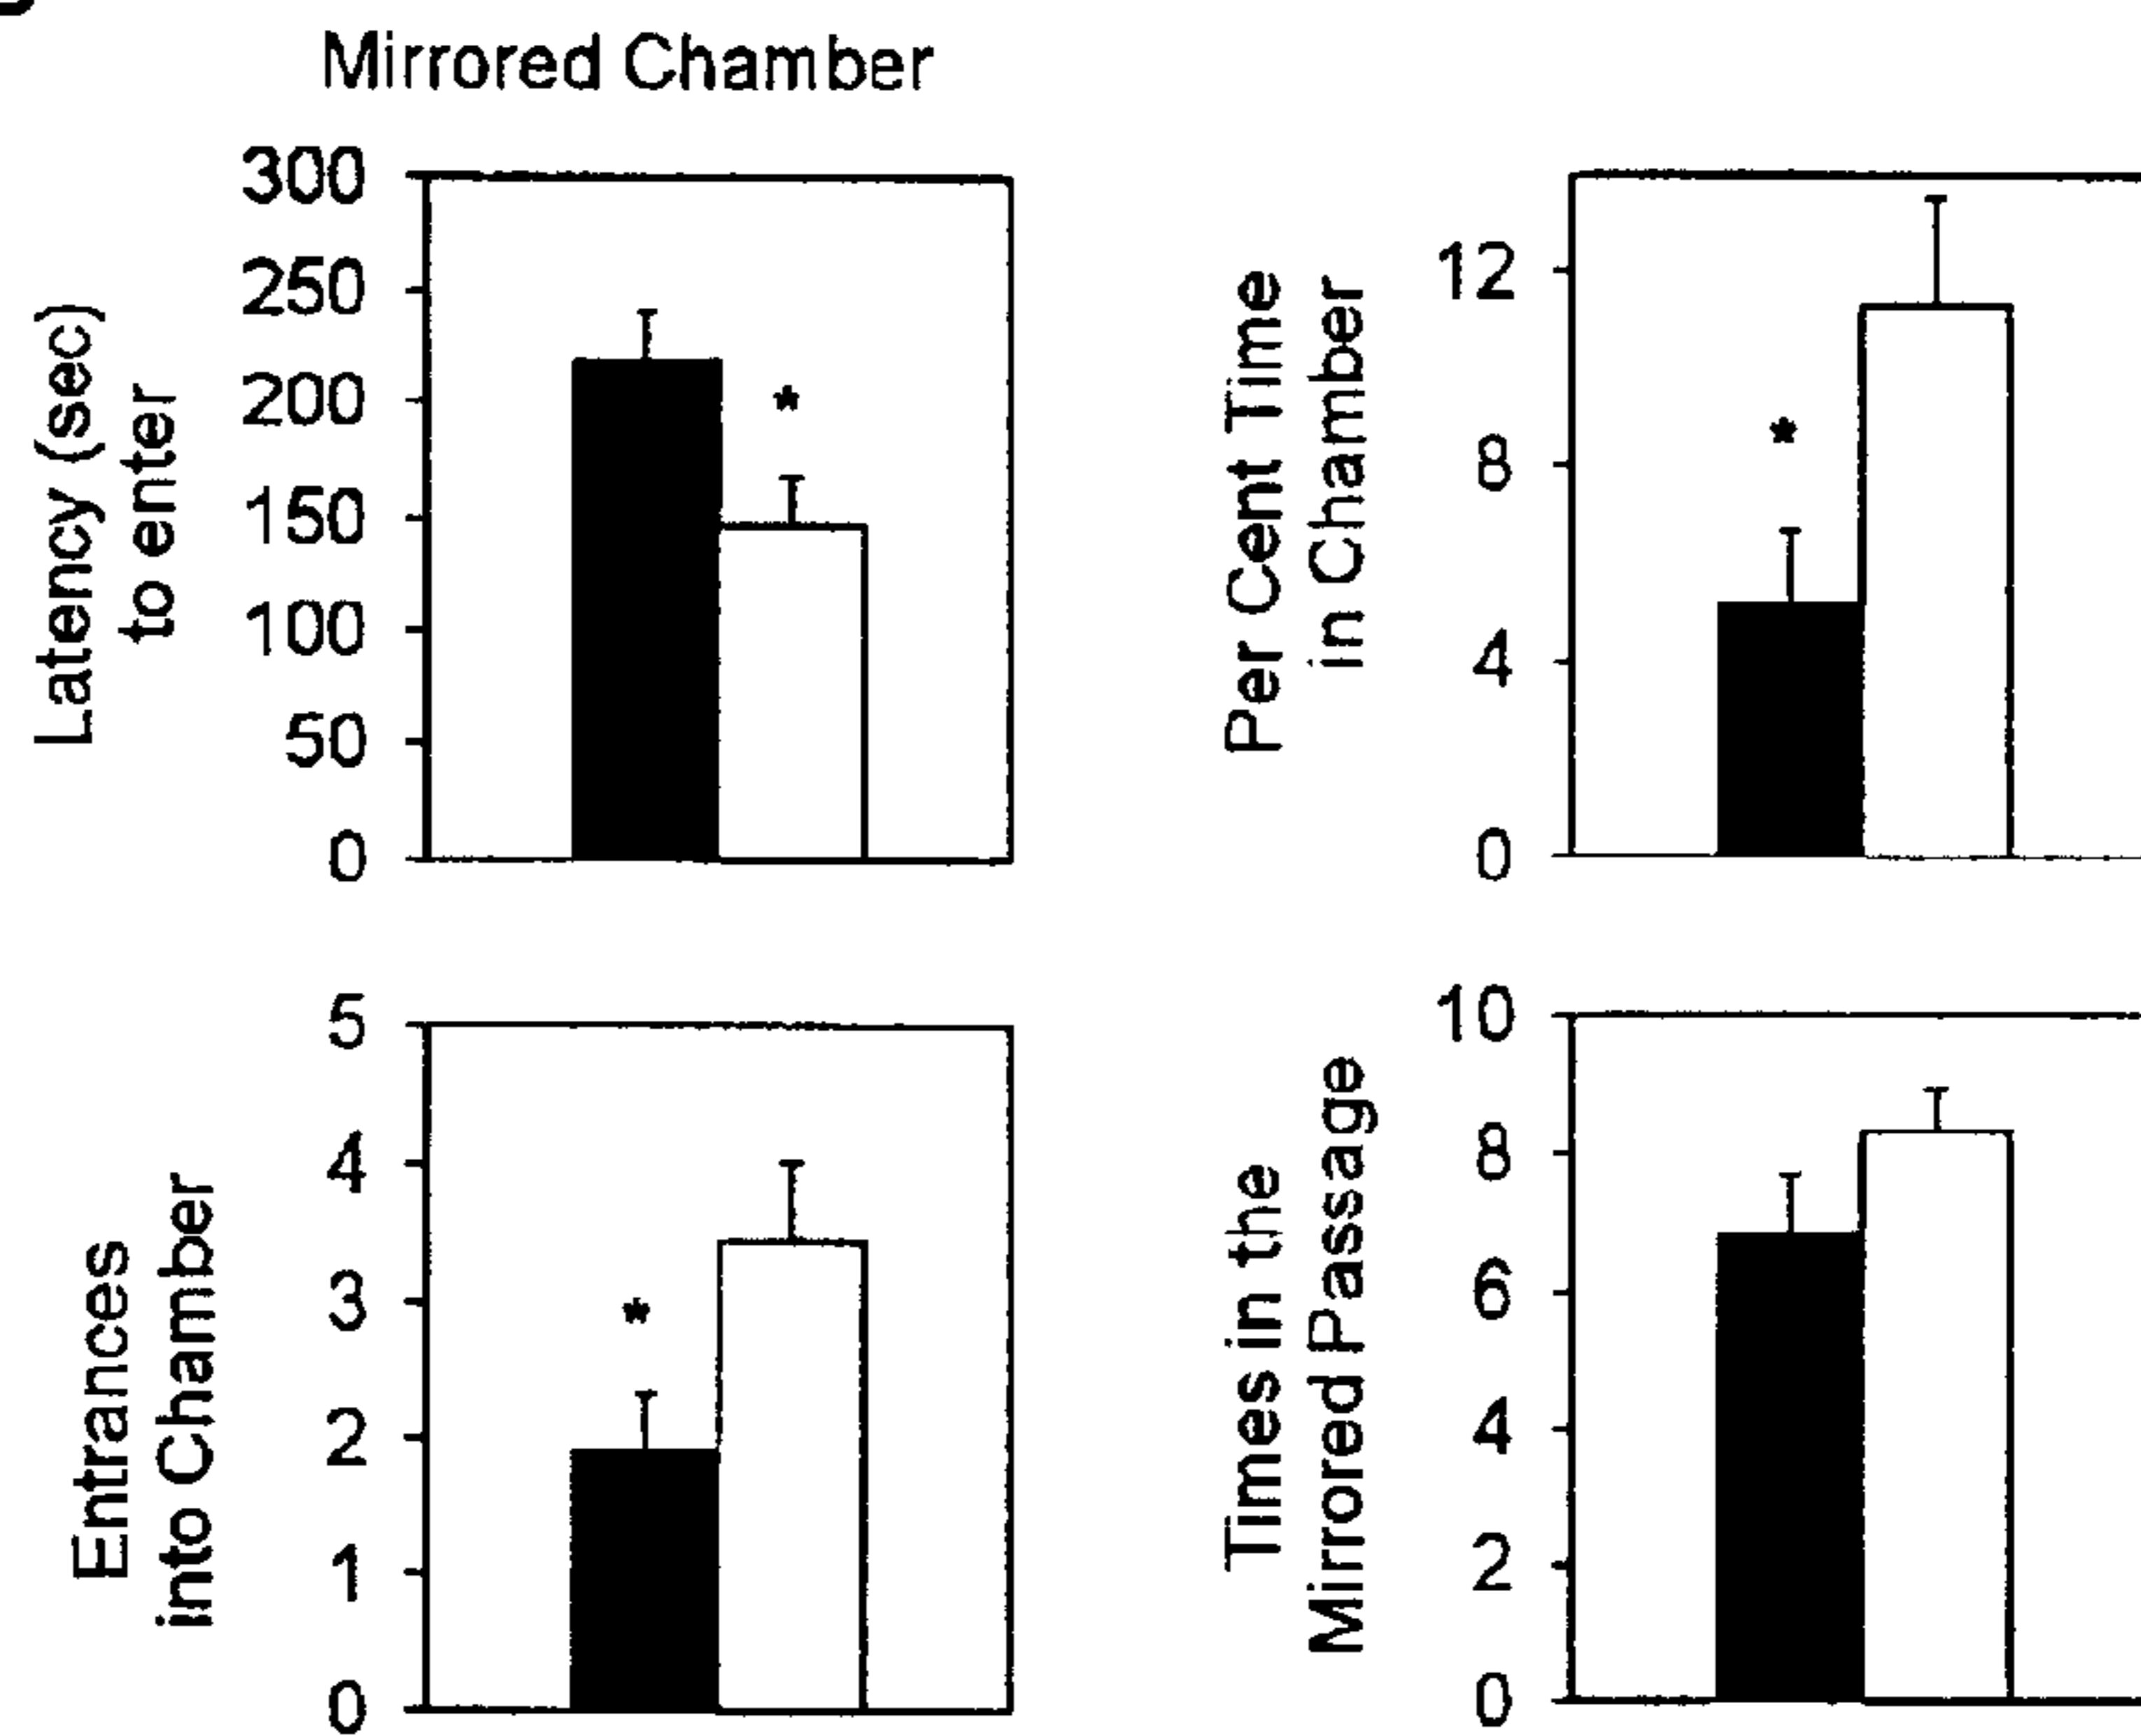 Mirrored Chamber
Latency (sec)
to enter
300
250
200
150
100
50
0
*
Per Cent Time
in Chamber
12
8
4
0
*
Entrances
into Chamber
5
4
3
2
1
0
*
Times in the
Mirrored Passage
10
8
6
4
2
0